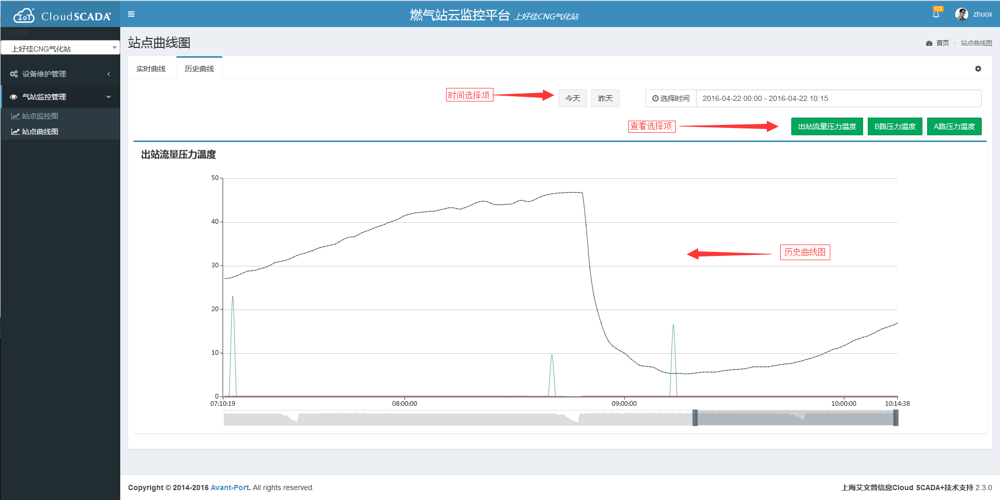 IoT CloudSCADA+
燃气站云监控平台 上好佳CNG气化站
123
zhuox
气站名称
上好佳CNG气化站
设备维护管理
气站监控管理
站点监控图
站点曲线图
站点曲线图
首页 > 站点曲线图
实时曲线
历史曲线
时间选择项
今天
昨天
选择时间
2016-04-22 00:00 - 2016-04-22 10:15
查看选择项
出站流量压力温度
B路压力温度
A路压力温度
出站流量压力温度
50
40
30
20
10
0
历史曲线图
07:10:19
08:00:00
09:00:00
10:00:00
10:14:38
Copyright © 2014-2016 Avant-Port. All rights reserved.
上海艾文普信息Cloud SCADA+技术支持 2.3.0